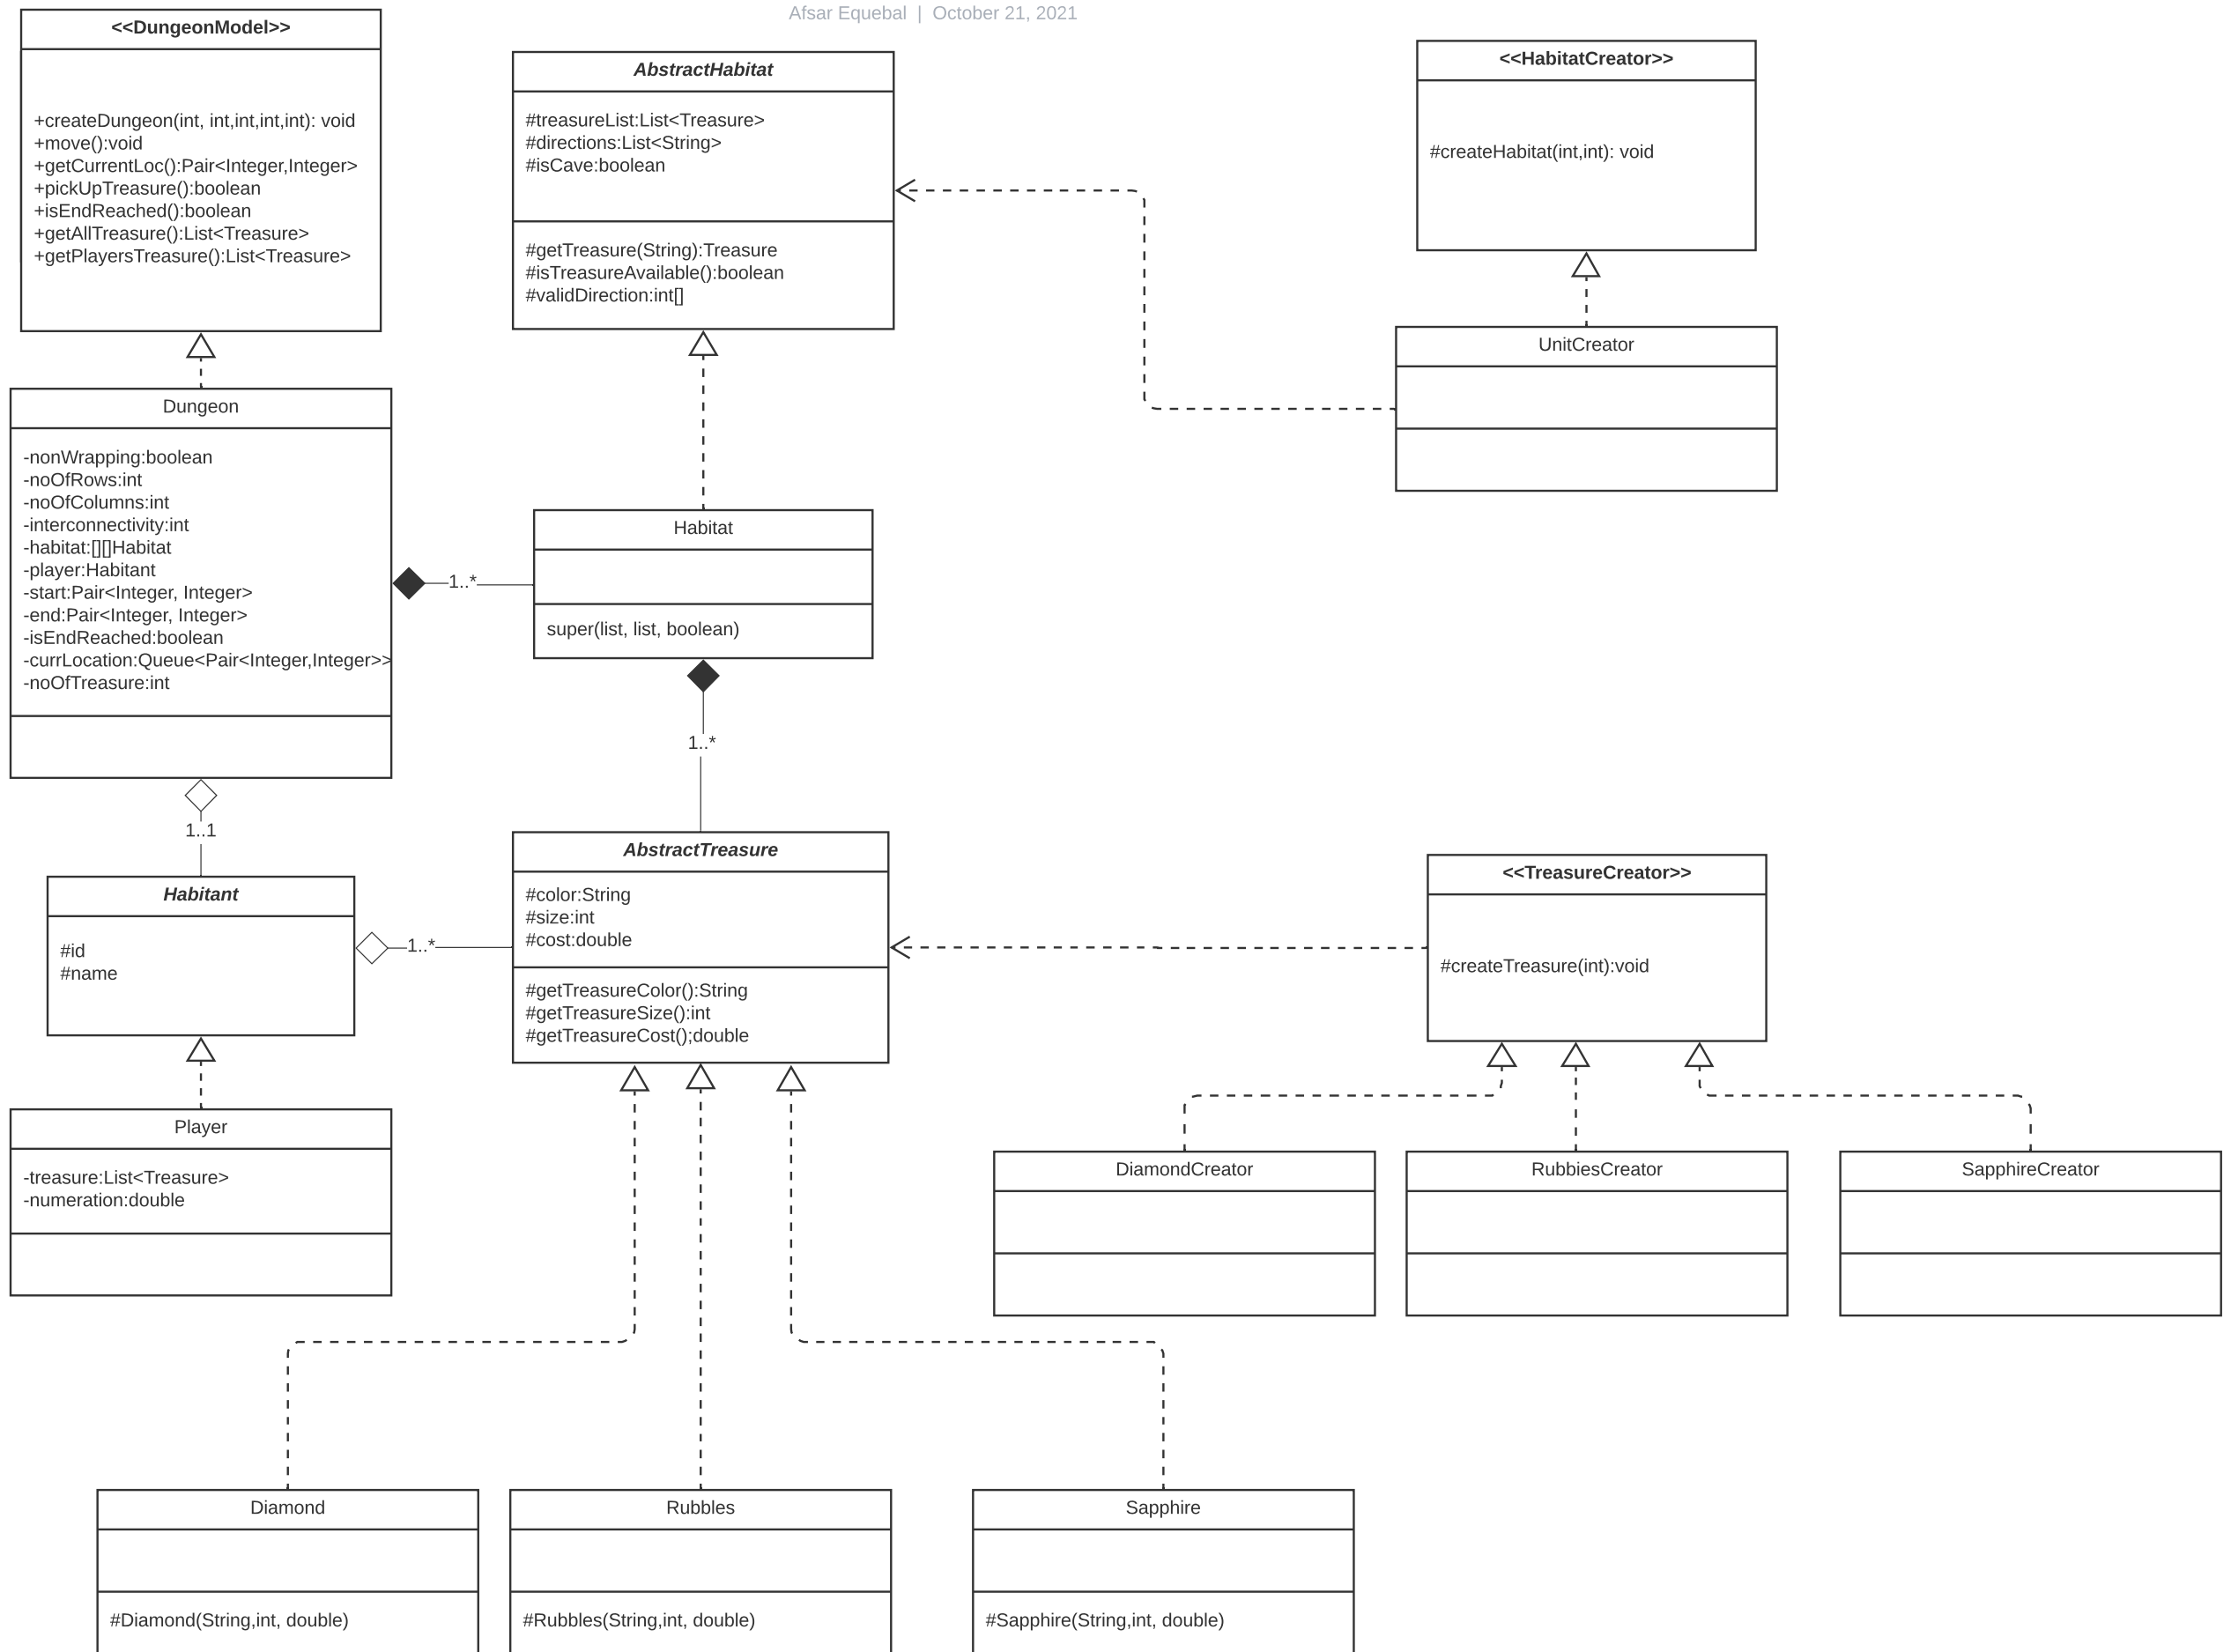 Afsar Equebal | October 21, 2021
<<DungeonModel>>
+createDungeon(int, int,int,int,int): void
+move():void
+getCurrentLoc():Pair<Integer,Integer>
+pickUpTreasure():boolean
+isEndReached():boolean
+getAllTreasure():List<Treasure>
+getPlayersTreasure():List<Treasure>
AbstractHabitat
#treasureList:List<Treasure>
#directions:List<String>
#isCave:boolean
#getTreasure(String):Treasure
#isTreasureAvailable():boolean
#validDirection:int[]
<<HabitatCreator>>
#createHabitat(int,int): void
UnitCreator
Dungeon
-nonWrapping:boolean
-noOfRows:int
-noOfColumns:int
-interconnectivity:int
-habitat:[][]Habitat
-player:Habitant
-start:Pair<Integer, Integer>
-end:Pair<Integer, Integer>
-isEndReached:boolean
-currLocation:Queue<Pair<Integer,Integer>>
-noOfTreasure:int
1..*
Habitat
super(list, list, boolean)
1..*
1..1
Habitant
#id
#name
1..*
AbstractTreasure
#color:String
#size:int
#cost:double
#getTreasureColor():String
#getTreasureSize():int
#getTreasureCost();double
<<TreasureCreator>>
#createTreasure(int):void
Player
-treasure:List<Treasure>
-numeration:double
DiamondCreator
RubbiesCreator
SapphireCreator
Diamond
#Diamond(String,int, double)
Rubbles
#Rubbles(String,int, double)
Sapphire
#Sapphire(String,int, double)